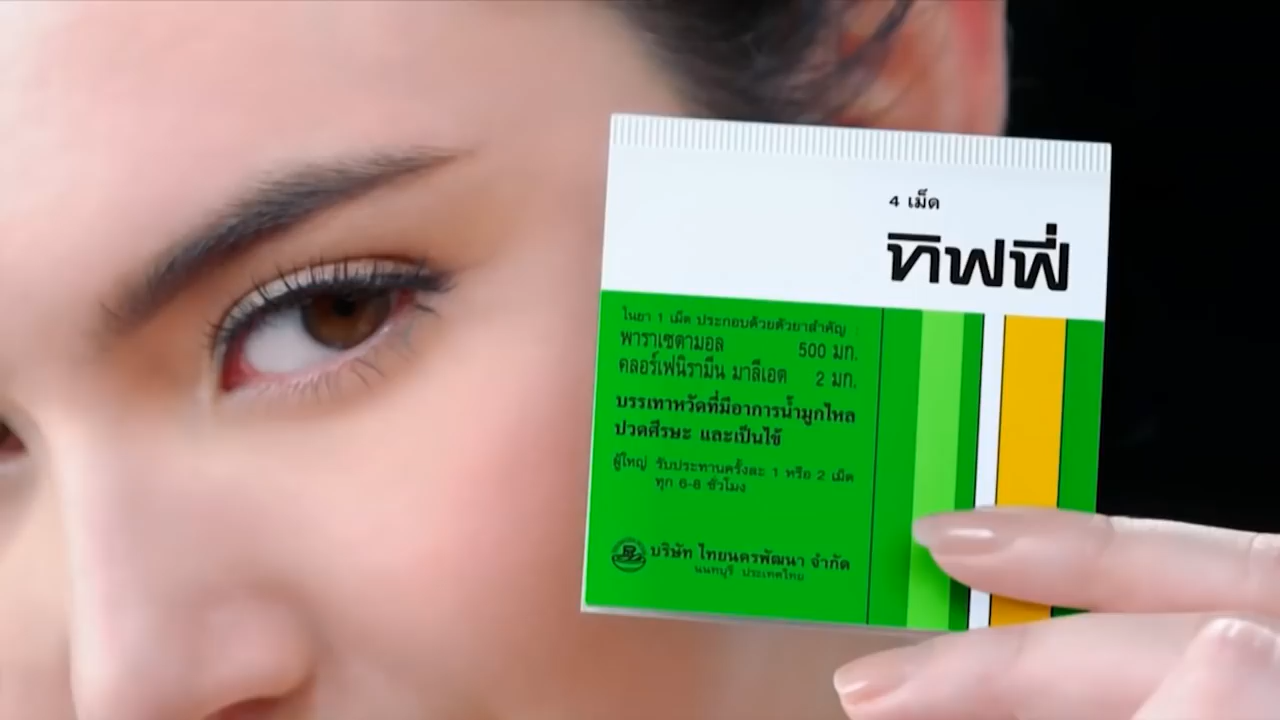 4 เม็ด
ทิฟฟี่
ในยา 1 เม็ด ประกอบด้วยตัวยาสำคัญ
พาราเซตามอล 500 มก.
คลอร์เฟนิรามีน มาลีเอต 2 มก.
บรรเทาหวัดที่มีอาการน้ำมูกไหล
ปวดศีรษะ และเป็นไข้
ผู้ใหญ่ รับประทานครั้งละ 1 หรือ 2 เม็ด
ทุก 6-8 ชั่วโมง
บริษัท ไทยนครพัฒนา จำกัด
นนทบุรี ประเทศไทย